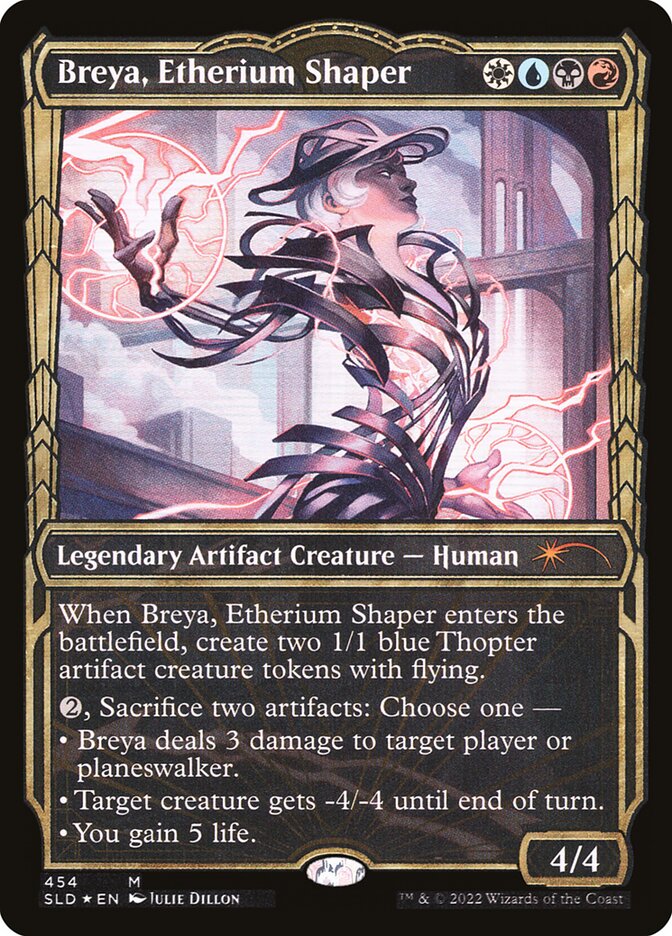 Breya, Etherium Shaper
Legendary Artifact Creature — Human
When Breya, Etherium Shaper enters the
battlefield, create two 1/1 blue Thopter
artifact creature tokens with flying.
2, Sacrifice two artifacts: Choose one —
• Breya deals 3 damage to target player or
planeswalker.
• Target creature gets -4/-4 until end of turn.
• You gain 5 life.
4/4
454 M
SLD ★ EN Julie Dillon
™ & © 2022 Wizards of the Coast